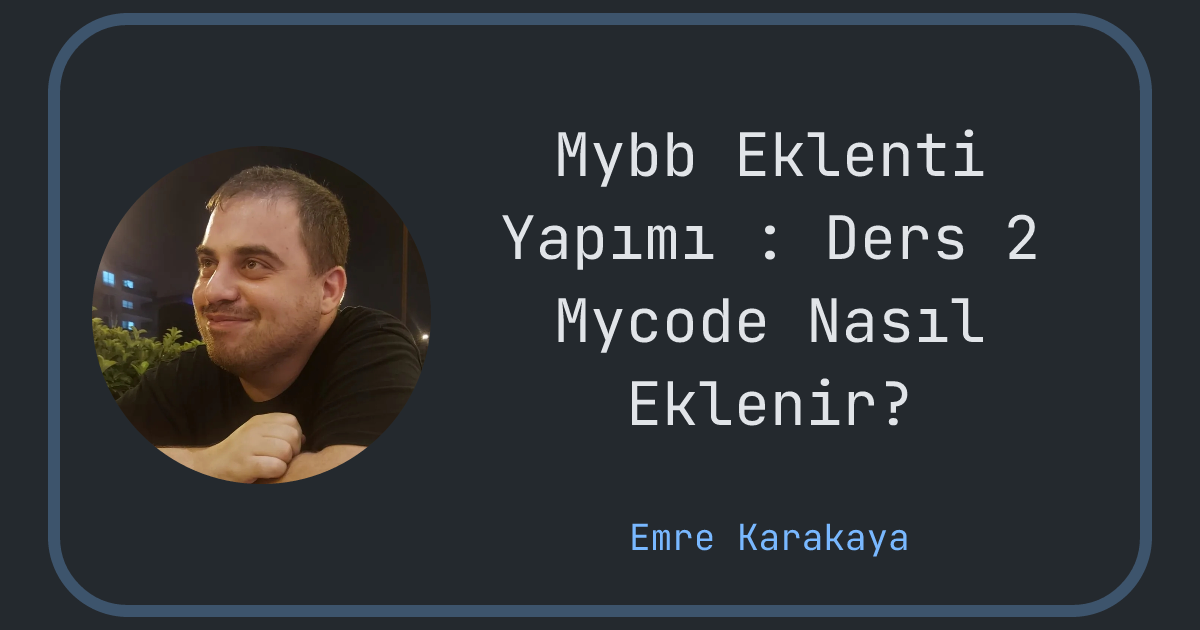 Mybb Eklenti
Yapımı : Ders 2
Mycode Nasıl
Eklenir?
Emre Karakaya